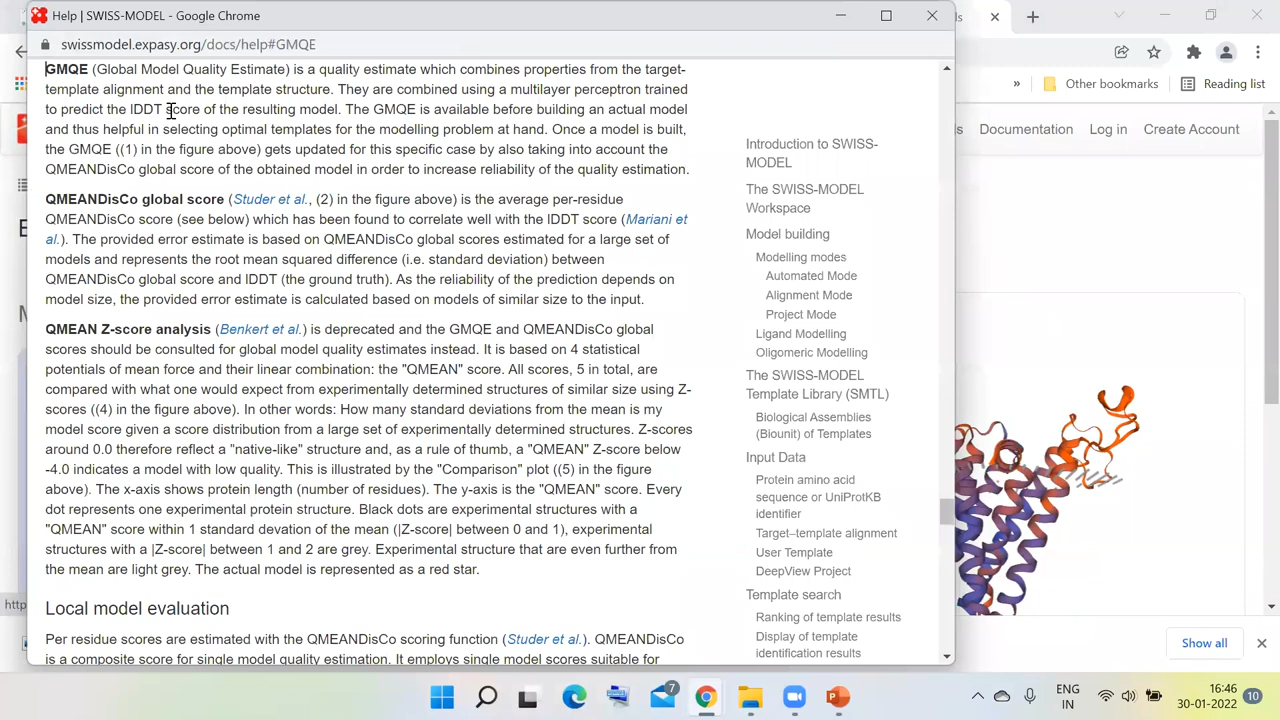 Help | SWISS-MODEL - Google Chrome
swissmodel.expasy.org/docs/help#GMQE
GMQE (Global Model Quality Estimate) is a quality estimate which combines properties from the target-
template alignment and the template structure. They are combined using a multilayer perceptron trained
to predict the lDDT score of the resulting model. The GMQE is available before building an actual model
and thus helpful in selecting optimal templates for the modelling problem at hand. Once a model is built,
the GMQE ((1) in the figure above) gets updated for this specific case by also taking into account the
QMEANDisCo global score of the obtained model in order to increase reliability of the quality estimation.
QMEANDisCo global score (Studer et al., (2) in the figure above) is the average per-residue
QMEANDisCo score (see below) which has been found to correlate well with the lDDT score (Mariani et
al.). The provided error estimate is based on QMEANDisCo global scores estimated for a large set of
models and represents the root mean squared difference (i.e. standard deviation) between
QMEANDisCo global score and lDDT (the ground truth). As the reliability of the prediction depends on
model size, the provided error estimate is calculated based on models of similar size to the input.
QMEAN Z-score analysis (Benkert et al.) is deprecated and the GMQE and QMEANDisCo global
scores should be consulted for global model quality estimates instead. It is based on 4 statistical
potentials of mean force and their linear combination: the "QMEAN" score. All scores, 5 in total, are
compared with what one would expect from experimentally determined structures of similar size using Z-
scores ((4) in the figure above). In other words: How many standard deviations from the mean is my
model score given a score distribution from a large set of experimentally determined structures. Z-scores
around 0.0 therefore reflect a "native-like" structure and, as a rule of thumb, a "QMEAN" Z-score below
-4.0 indicates a model with low quality. This is illustrated by the "Comparison" plot ((5) in the figure
above). The x-axis shows protein length (number of residues). The y-axis is the "QMEAN" score. Every
dot represents one experimental protein structure. Black dots are experimental structures with a
"QMEAN" score within 1 standard devation of the mean (|Z-score| between 0 and 1), experimental
structures with a |Z-score| between 1 and 2 are grey. Experimental structure that are even further from
the mean are light grey. The actual model is represented as a red star.
Local model evaluation
Per residue scores are estimated with the QMEANDisCo scoring function (Studer et al.). QMEANDisCo
is a composite score for single model quality estimation. It employs single model scores suitable for
Introduction to SWISS-
MODEL
The SWISS-MODEL
Workspace
Model building
Modelling modes
Automated Mode
Alignment Mode
Project Mode
Ligand Modelling
Oligomeric Modelling
The SWISS-MODEL
Template Library (SMTL)
Biological Assemblies
(Biounit) of Templates
Input Data
Protein amino acid
sequence or UniProtKB
identifier
Target–template alignment
User Template
DeepView Project
Template search
Ranking of template results
Display of template
identification results
Other bookmarks
Reading list
Documentation
Log in
Create Account
http
Show all
7
ENG
IN
16:46
30-01-2022
10